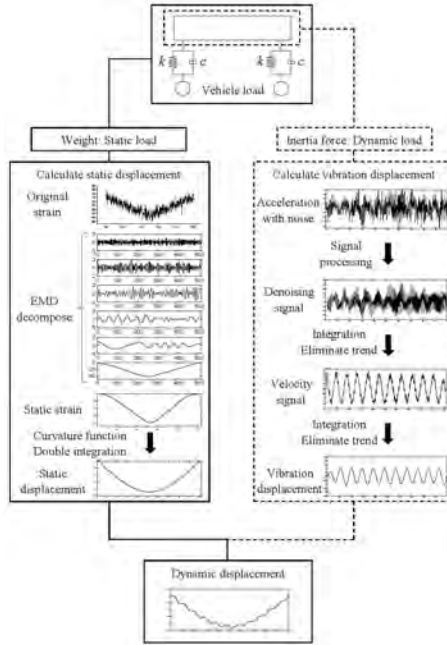 k
c
k
c
Vehicle load
Weight: Static load
Inertia force: Dynamic load
Calculate static displacement
Original
strain
EMD
decompose
Static strain
Curvature function
Double integration
Static
displacement
Calculate vibration displacement
Acceleration
with noise
Signal
processing
Denoising
signal
Integration
Eliminate trend
Velocity
signal
Integration
Eliminate trend
Vibration
displacement
Dynamic displacement